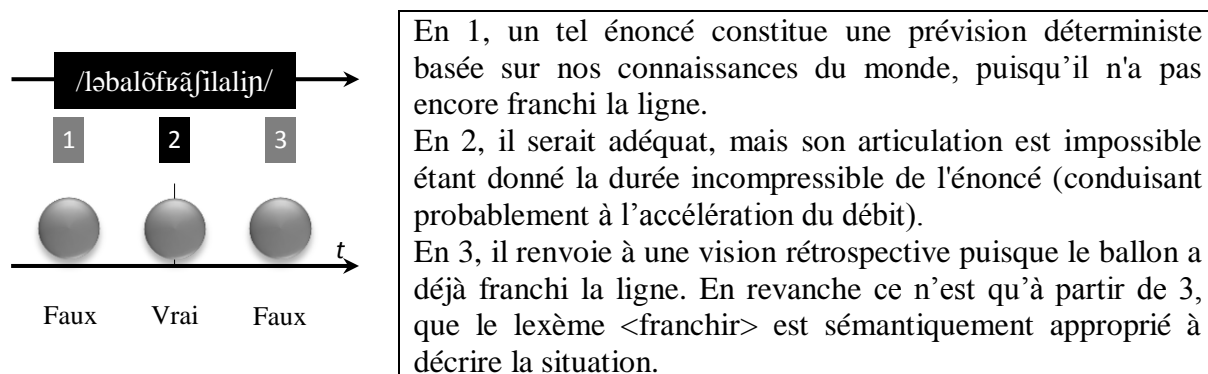 /ləbalɔ̃fʁɑ̃ʃilaliɲ/
1 2 3
t
Faux Vrai Faux
En 1, un tel énoncé constitue une prévision déterministe
basée sur nos connaissances du monde, puisqu’il n'a pas
encore franchi la ligne.
En 2, il serait adéquat, mais son articulation est impossible
étant donné la durée incompressible de l'énoncé (conduisant
probablement à l’accélération du débit).
En 3, il renvoie à une vision rétrospective puisque le ballon a
déjà franchi la ligne. En revanche ce n’est qu’à partir de 3,
que le lexème <franchir> est sémantiquement approprié à
décrire la situation.